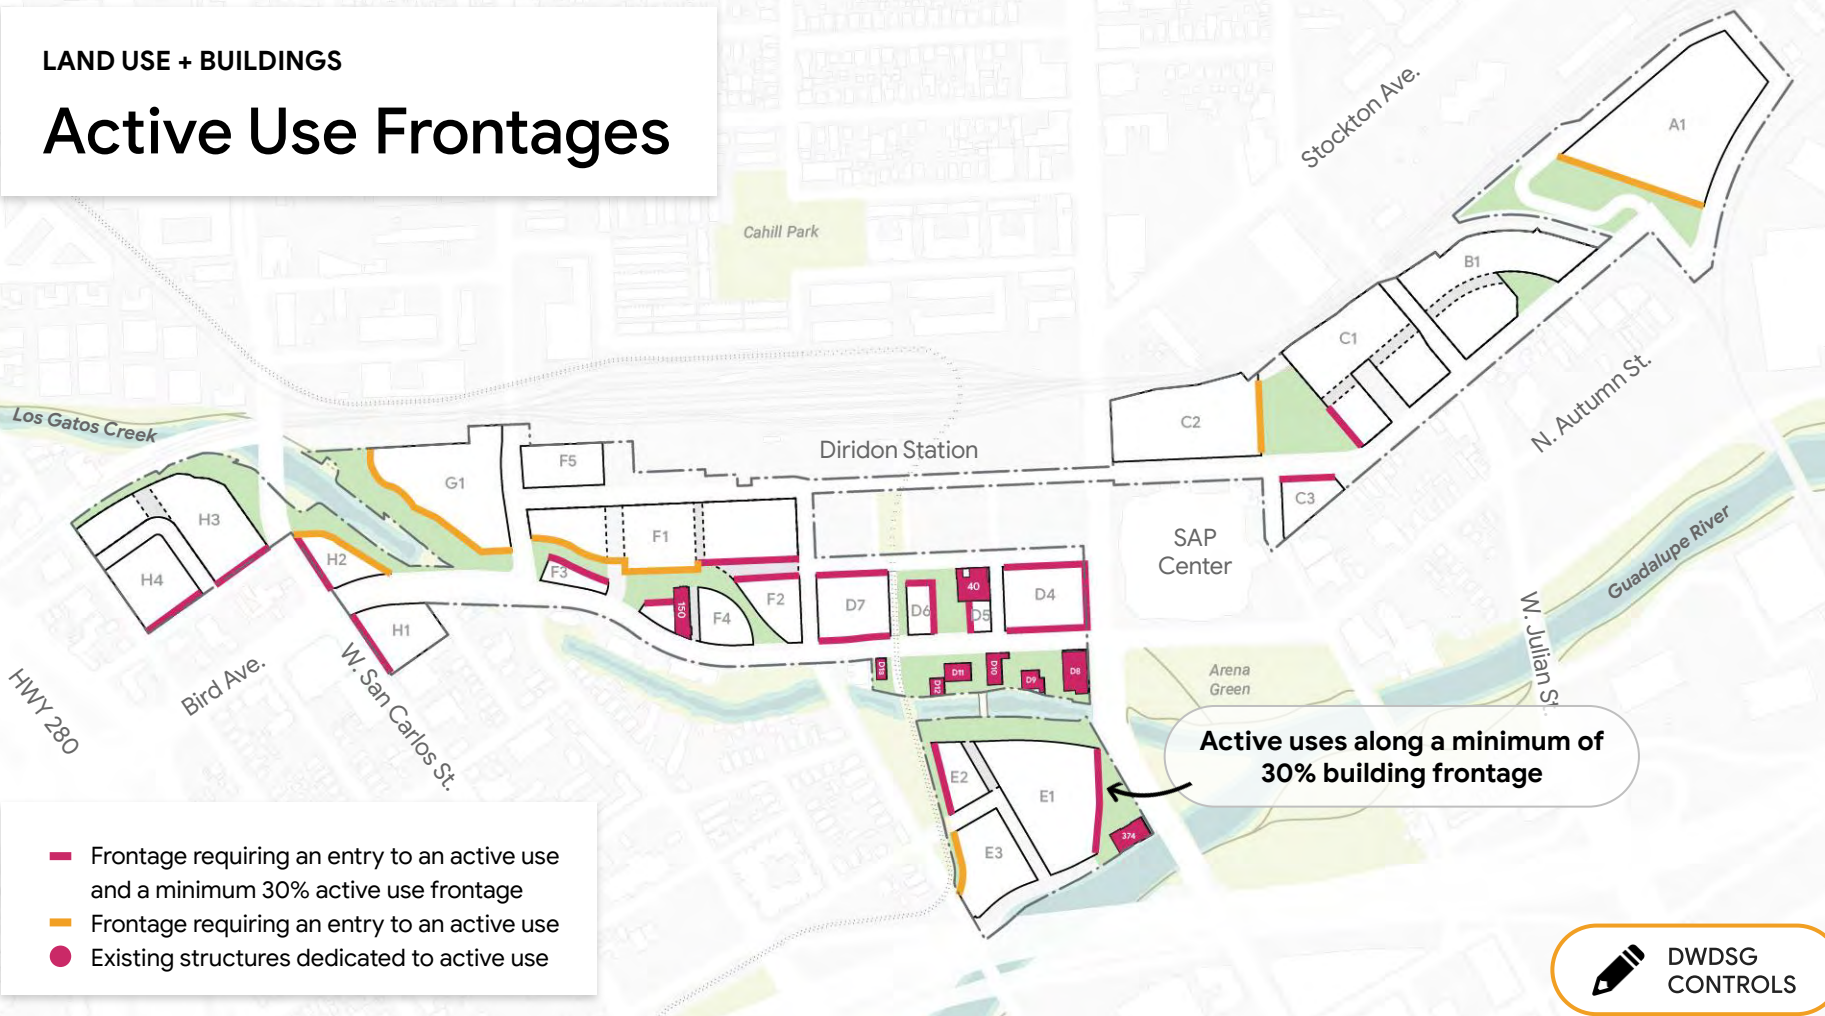 LAND USE + BUILDINGS
Active Use Frontages
Stockton Ave.
A1
Cahill Park
B1
C1
N. Autumn St.
Los Gatos Creek
C2
Diridon Station
F5
G1
C3
H3
F1
SAP
Center
Guadalupe River
H2
F3
H4
40
D4
150
F2
D7
D6
D5
F4
H1
W. Julian St.
Bird Ave.
W. San Carlos St.
HWY 280
D13
D12
D11
D10
D9
D8
Arena
Green
Active uses along a minimum of
30% building frontage
E2
E1
374
E3
Frontage requiring an entry to an active use
and a minimum 30% active use frontage
Frontage requiring an entry to an active use
Existing structures dedicated to active use
DWDSG
CONTROLS